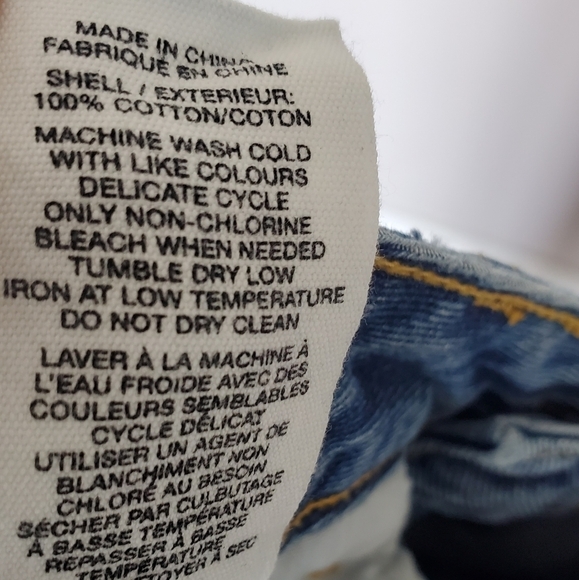 MADE IN CHINA
FABRIQUÉ EN CHINE
SHELL / EXTERIEUR:
100% COTTON/COTON
MACHINE WASH COLD
WITH LIKE COLOURS
DELICATE CYCLE
ONLY NON-CHLORINE
BLEACH WHEN NEEDED
TUMBLE DRY LOW
IRON AT LOW TEMPERATURE
DO NOT DRY CLEAN
LAVER À LA MACHINE À
L'EAU FROIDE AVEC DES
COULEURS SEMBLABLES
CYCLE DÉLICAT
UTILISER UN AGENT DE
BLANCHIMENT NON
CHLORÉ AU BESOIN
SÉCHER PAR CULBUTAGE
À BASSE TEMPÉRATURE
REPASSER À BASSE
TEMPÉRATURE
À SEC